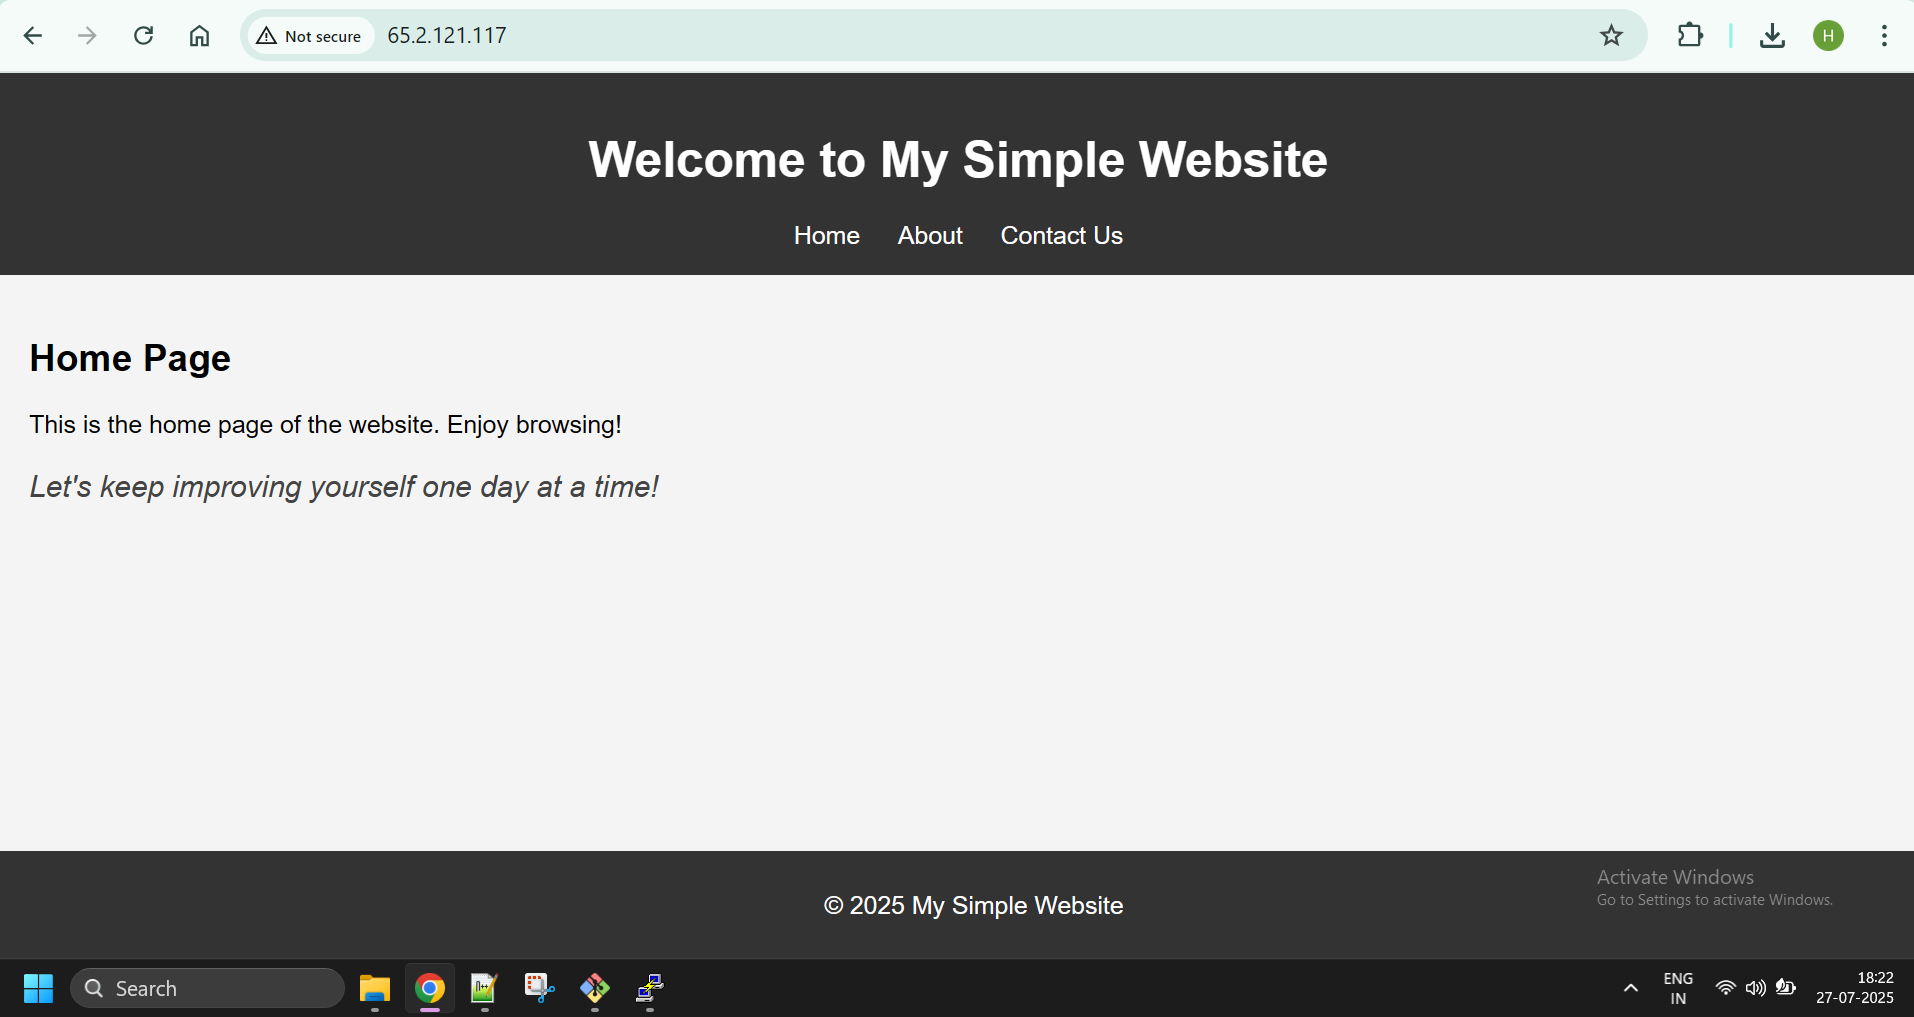 Not secure 65.2.121.117
H
Welcome to My Simple Website
Home About Contact Us
Home Page
This is the home page of the website. Enjoy browsing!
Let's keep improving yourself one day at a time!
© 2025 My Simple Website
Activate Windows
Go to Settings to activate Windows.
Search
ENG
IN
18:22
27-07-2025